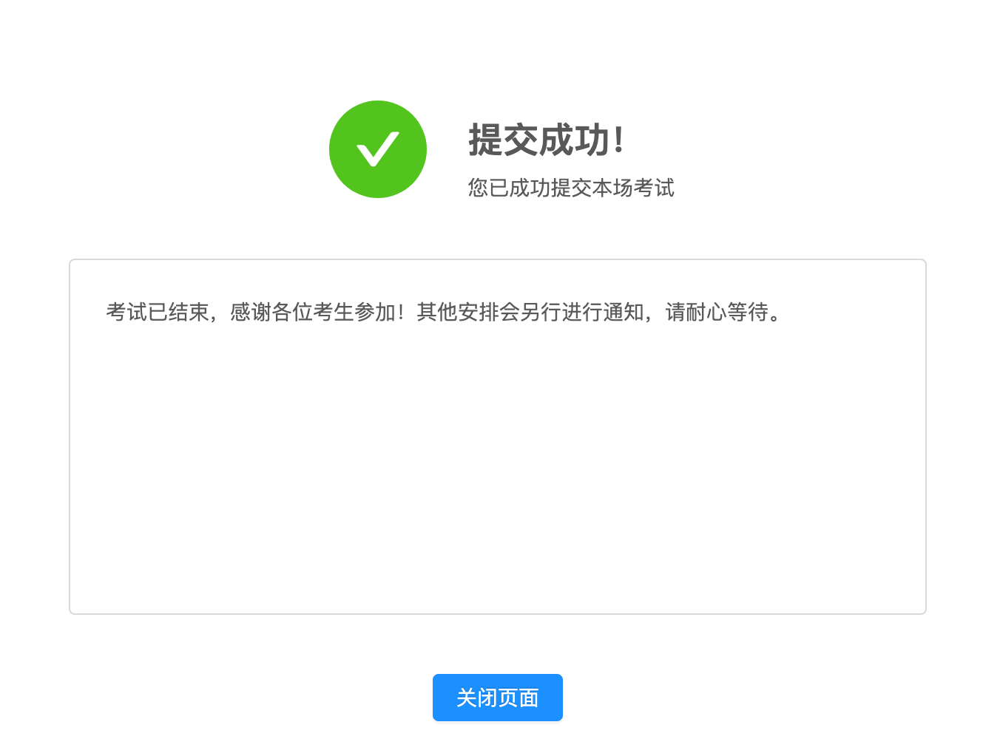 提交成功！
您已成功提交本场考试
考试已结束，感谢各位考生参加！其他安排会另行进行通知，请耐心等待。
关闭页面